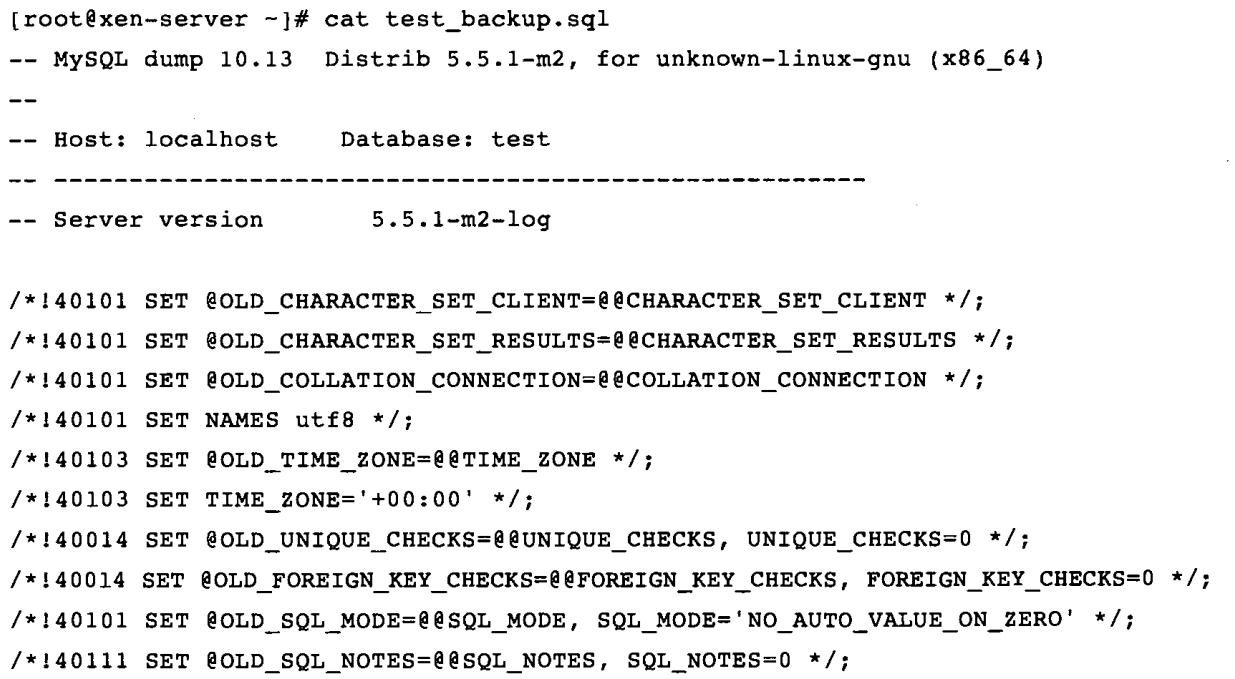 [root@xen-server ~]# cat test_backup.sql
-- MySQL dump 10.13  Distrib 5.5.1-m2, for unknown-linux-gnu (x86_64)
--
-- Host: localhost    Database: test
-- ------------------------------------------------------
-- Server version       5.5.1-m2-log
/*!40101 SET @OLD_CHARACTER_SET_CLIENT=@@CHARACTER_SET_CLIENT */;
/*!40101 SET @OLD_CHARACTER_SET_RESULTS=@@CHARACTER_SET_RESULTS */;
/*!40101 SET @OLD_COLLATION_CONNECTION=@@COLLATION_CONNECTION */;
/*!40101 SET NAMES utf8 */;
/*!40103 SET @OLD_TIME_ZONE=@@TIME_ZONE */;
/*!40103 SET TIME_ZONE='+00:00' */;
/*!40014 SET @OLD_UNIQUE_CHECKS=@@UNIQUE_CHECKS, UNIQUE_CHECKS=0 */;
/*!40014 SET @OLD_FOREIGN_KEY_CHECKS=@@FOREIGN_KEY_CHECKS, FOREIGN_KEY_CHECKS=0 */;
/*!40101 SET @OLD_SQL_MODE=@@SQL_MODE, SQL_MODE='NO_AUTO_VALUE_ON_ZERO' */;
/*!40111 SET @OLD_SQL_NOTES=@@SQL_NOTES, SQL_NOTES=0 */;